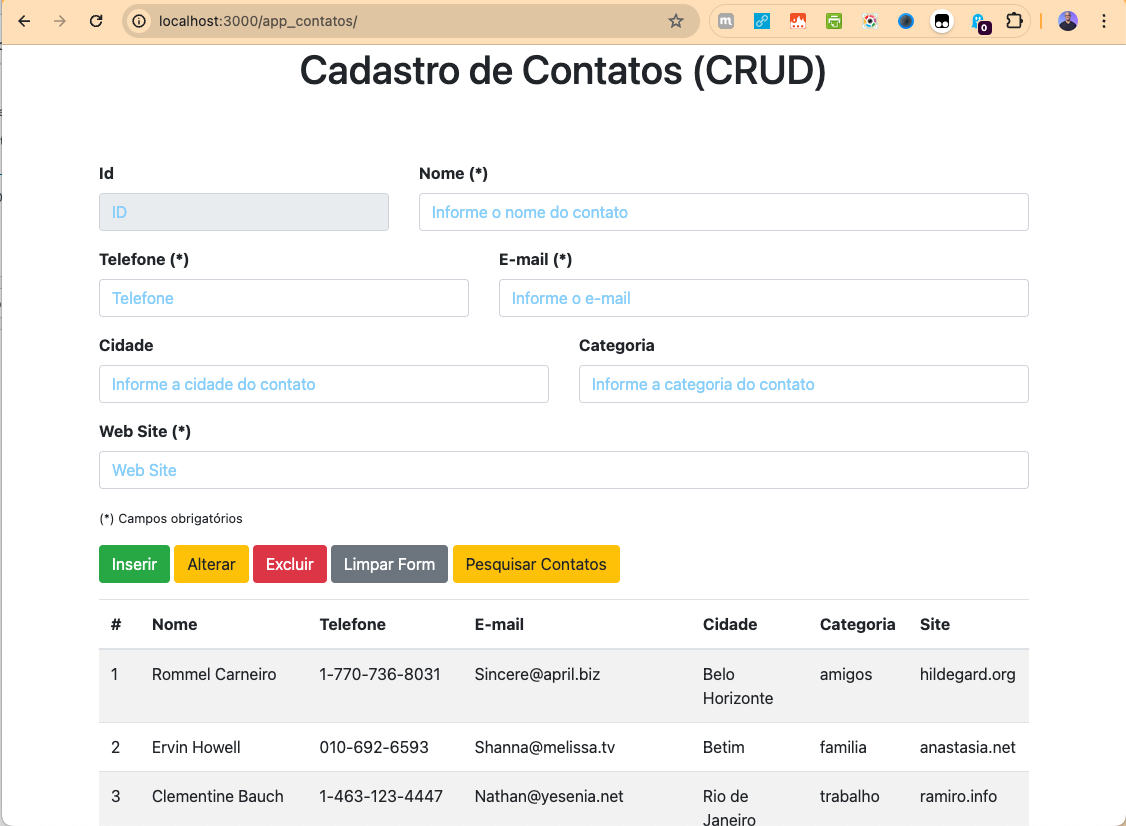 localhost:3000/app_contatos/
0
Cadastro de Contatos (CRUD)
Id Nome (*)
ID Informe o nome do contato
Telefone (*) E-mail (*)
Telefone Informe o e-mail
Cidade Categoria
Informe a cidade do contato Informe a categoria do contato
Web Site (*)
Web Site
(*) Campos obrigatórios
Inserir Alterar Excluir Limpar Form Pesquisar Contatos
# Nome Telefone E-mail Cidade Categoria Site
1 Rommel Carneiro 1-770-736-8031 Sincere@april.biz Belo amigos hildegard.org
Horizonte
2 Ervin Howell 010-692-6593 Shanna@melissa.tv Betim familia anastasia.net
3 Clementine Bauch 1-463-123-4447 Nathan@yesenia.net Rio de trabalho ramiro.info
Janeiro